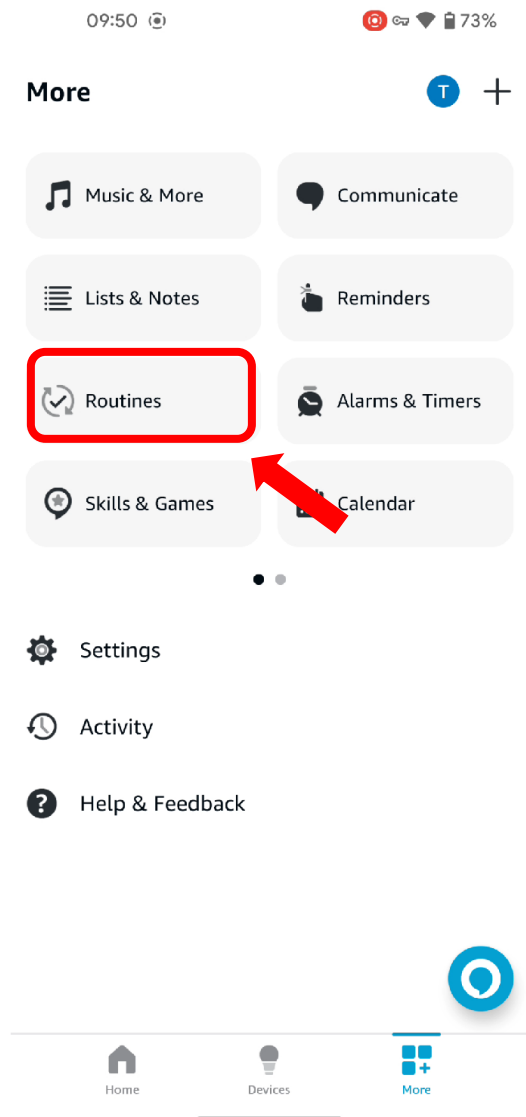 09:50 73%
More T
Music & More Communicate
Lists & Notes Reminders
Routines Alarms & Timers
Skills & Games Calendar
Settings
Activity
Help & Feedback
Home Devices More